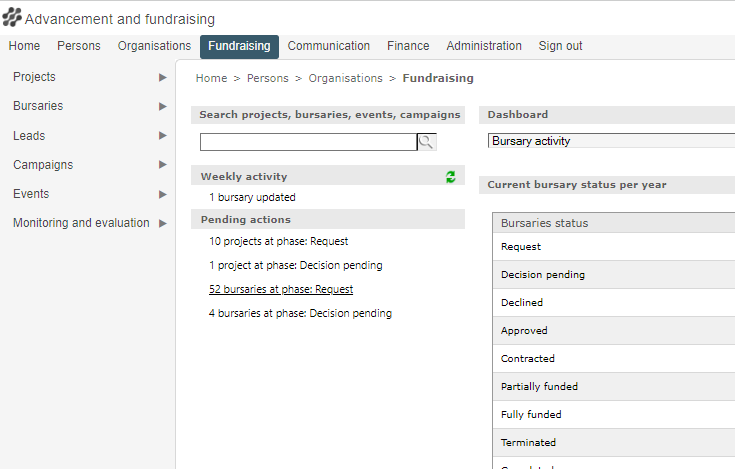 Advancement and fundraising
Home Persons Organisations Fundraising Communication Finance Administration Sign out
Projects
Bursaries
Leads
Campaigns
Events
Monitoring and evaluation
Home > Persons > Organisations > Fundraising
Search projects, bursaries, events, campaigns
Weekly activity
1 bursary updated
Pending actions
10 projects at phase: Request
1 project at phase: Decision pending
52 bursaries at phase: Request
4 bursaries at phase: Decision pending
Dashboard
Bursary activity
Current bursary status per year
Bursaries status
Request
Decision pending
Declined
Approved
Contracted
Partially funded
Fully funded
Terminated